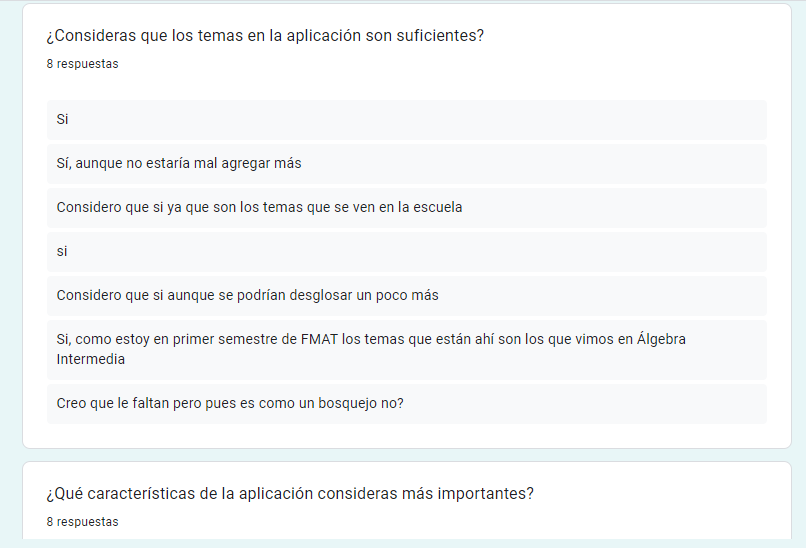 ¿Consideras que los temas en la aplicación son suficientes?
8 respuestas
Si
Sí, aunque no estaría mal agregar más
Considero que si ya que son los temas que se ven en la escuela
si
Considero que si aunque se podrían desglosar un poco más
Si, como estoy en primer semestre de FMAT los temas que están ahí son los que vimos en Álgebra
Intermedia
Creo que le faltan pero pues es como un bosquejo no?
¿Qué características de la aplicación consideras más importantes?
8 respuestas